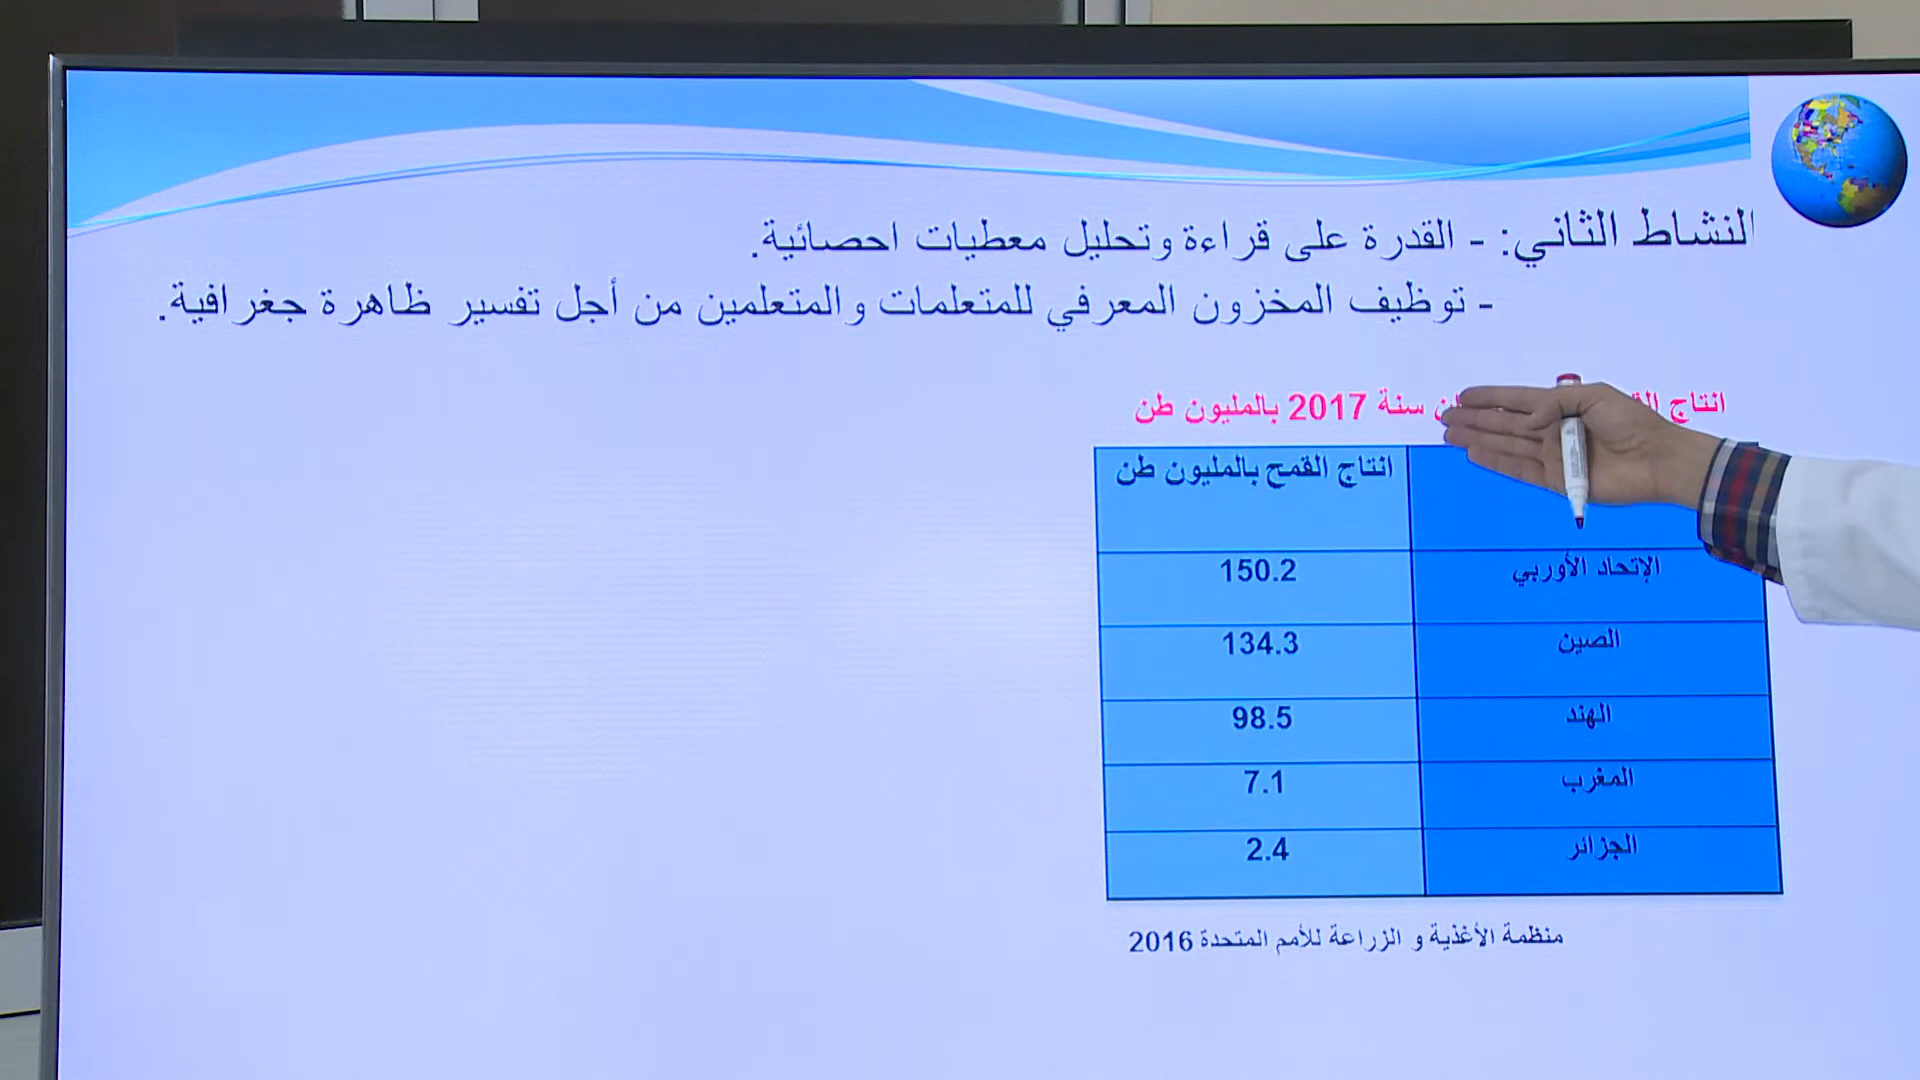 النشاط الثاني: - القدرة على قراءة وتحليل معطيات احصائية.
- توظيف المخزون المعرفي للمتعلمات والمتعلمين من أجل تفسير ظاهرة جغرافية.
انتاج سنة 2017 بالمليون طن
انتاج القمح بالمليون طن
الإتحاد الأوربي 150.2
الصين 134.3
الهند 98.5
المغرب 7.1
الجزائر 2.4
منظمة الأغذية و الزراعة للأمم المتحدة 2016